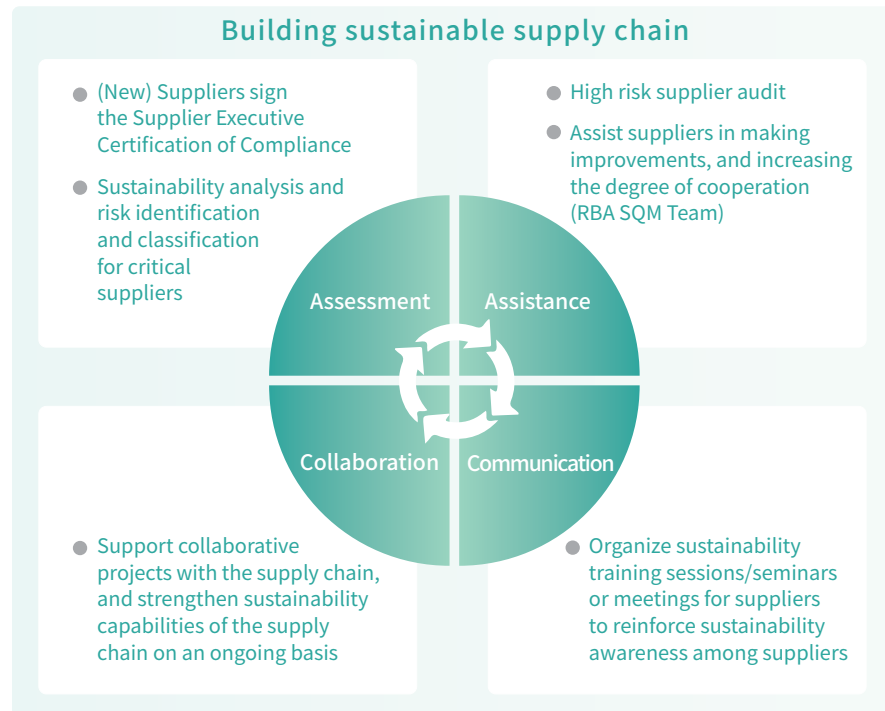 Building sustainable supply chain
(New) Suppliers sign
the Supplier Executive
Certification of Compliance
Sustainability analysis and
risk identification
and classification
for critical
suppliers
High risk supplier audit
Assist suppliers in making
improvements, and increasing
the degree of cooperation
(RBA SQM Team)
Assessment
Assistance
Collaboration
Communication
Support collaborative
projects with the supply chain,
and strengthen sustainability
capabilities of the supply
chain on an ongoing basis
Organize sustainability
training sessions/seminars
or meetings for suppliers
to reinforce sustainability
awareness among suppliers